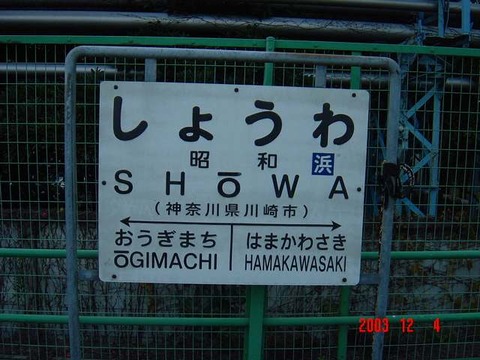 しょうわ
昭和 浜
SHŌWA
(神奈川県川崎市)
おうぎまち はまかわさき
ŌGIMACHI HAMAKAWASAKI
2003 12 4